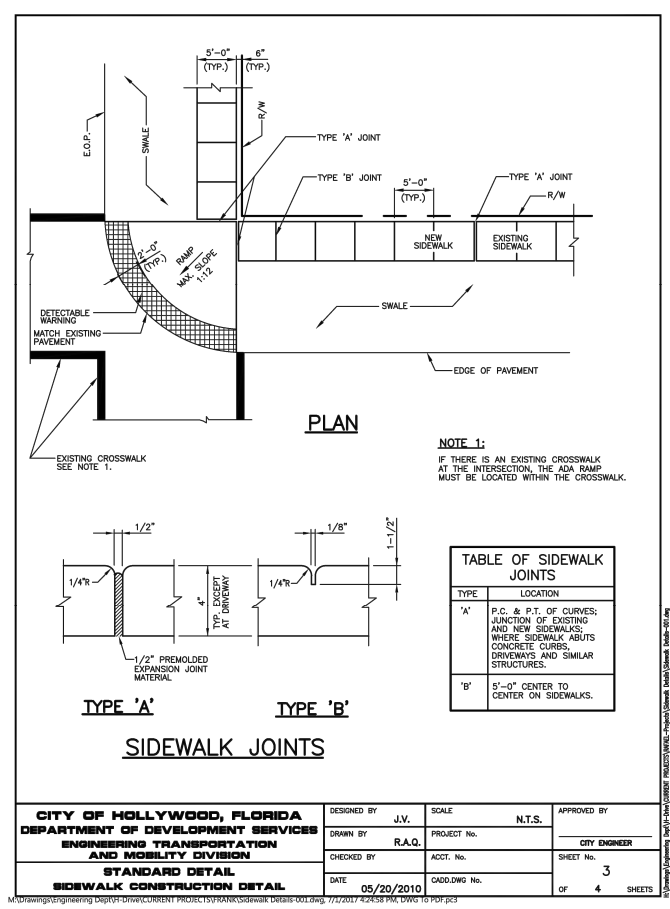 5'-0"
(TYP.)
6"
(TYP.)
E.O.P.
SWALE
R/W
TYPE 'A' JOINT
TYPE 'B' JOINT
5'-0"
(TYP.)
TYPE 'A' JOINT
R/W
2'-0"
(TYP.)
RAMP
MAX. SLOPE
1:12
NEW
SIDEWALK
EXISTING
SIDEWALK
DETECTABLE
WARNING
MATCH EXISTING
PAVEMENT
SWALE
EDGE OF PAVEMENT
PLAN
EXISTING CROSSWALK
SEE NOTE 1.
NOTE 1:
IF THERE IS AN EXISTING CROSSWALK
AT THE INTERSECTION, THE ADA RAMP
MUST BE LOCATED WITHIN THE CROSSWALK.
1/2"
1/4"R
4"
TYP. EXCEPT
AT DRIVEWAY
1/2" PREMOLDED
EXPANSION JOINT
MATERIAL
TYPE 'A'
1/8"
1-1/2"
1/4"R
TYPE 'B'
SIDEWALK JOINTS
TABLE OF SIDEWALK
JOINTS
TYPE LOCATION
'A' P.C. & P.T. OF CURVES;
JUNCTION OF EXISTING
AND NEW SIDEWALKS;
WHERE SIDEWALK ABUTS
CONCRETE CURBS,
DRIVEWAYS AND SIMILAR
STRUCTURES.
'B' 5'-0" CENTER TO
CENTER ON SIDEWALKS.
CITY OF HOLLYWOOD, FLORIDA
DEPARTMENT OF DEVELOPMENT SERVICES
ENGINEERING TRANSPORTATION
AND MOBILITY DIVISION
STANDARD DETAIL
SIDEWALK CONSTRUCTION DETAIL
DESIGNED BY J.V.
DRAWN BY R.A.Q.
CHECKED BY
DATE 05/20/2010
SCALE N.T.S.
PROJECT No.
ACCT. No.
CADD.DWG No.
APPROVED BY
CITY ENGINEER
SHEET No.
3
OF 4 SHEETS
M:\Drawings\Engineering Dept\H-Drive\CURRENT PROJECTS\FRANK\Sidewalk Details-001.dwg, 7/1/2017 4:24:58 PM, DWG To PDF.pc3